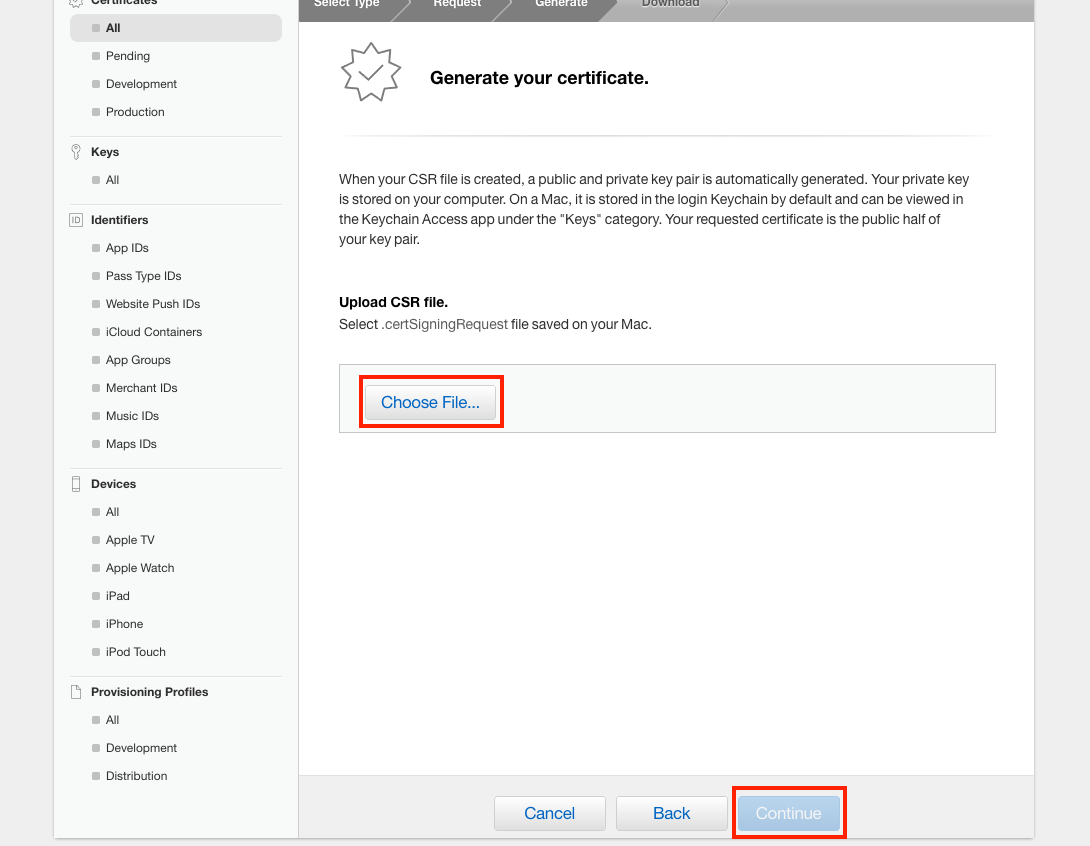 Certificates
All
Pending
Development
Production
Keys
All
ID Identifiers
App IDs
Pass Type IDs
Website Push IDs
iCloud Containers
App Groups
Merchant IDs
Music IDs
Maps IDs
Devices
All
Apple TV
Apple Watch
iPad
iPhone
iPod Touch
Provisioning Profiles
All
Development
Distribution
Select Type Request Generate Download
Generate your certificate.
When your CSR file is created, a public and private key pair is automatically generated. Your private key
is stored on your computer. On a Mac, it is stored in the login Keychain by default and can be viewed in
the Keychain Access app under the "Keys" category. Your requested certificate is the public half of
your key pair.
Upload CSR file.
Select .certSigningRequest file saved on your Mac.
Choose File...
Cancel Back Continue